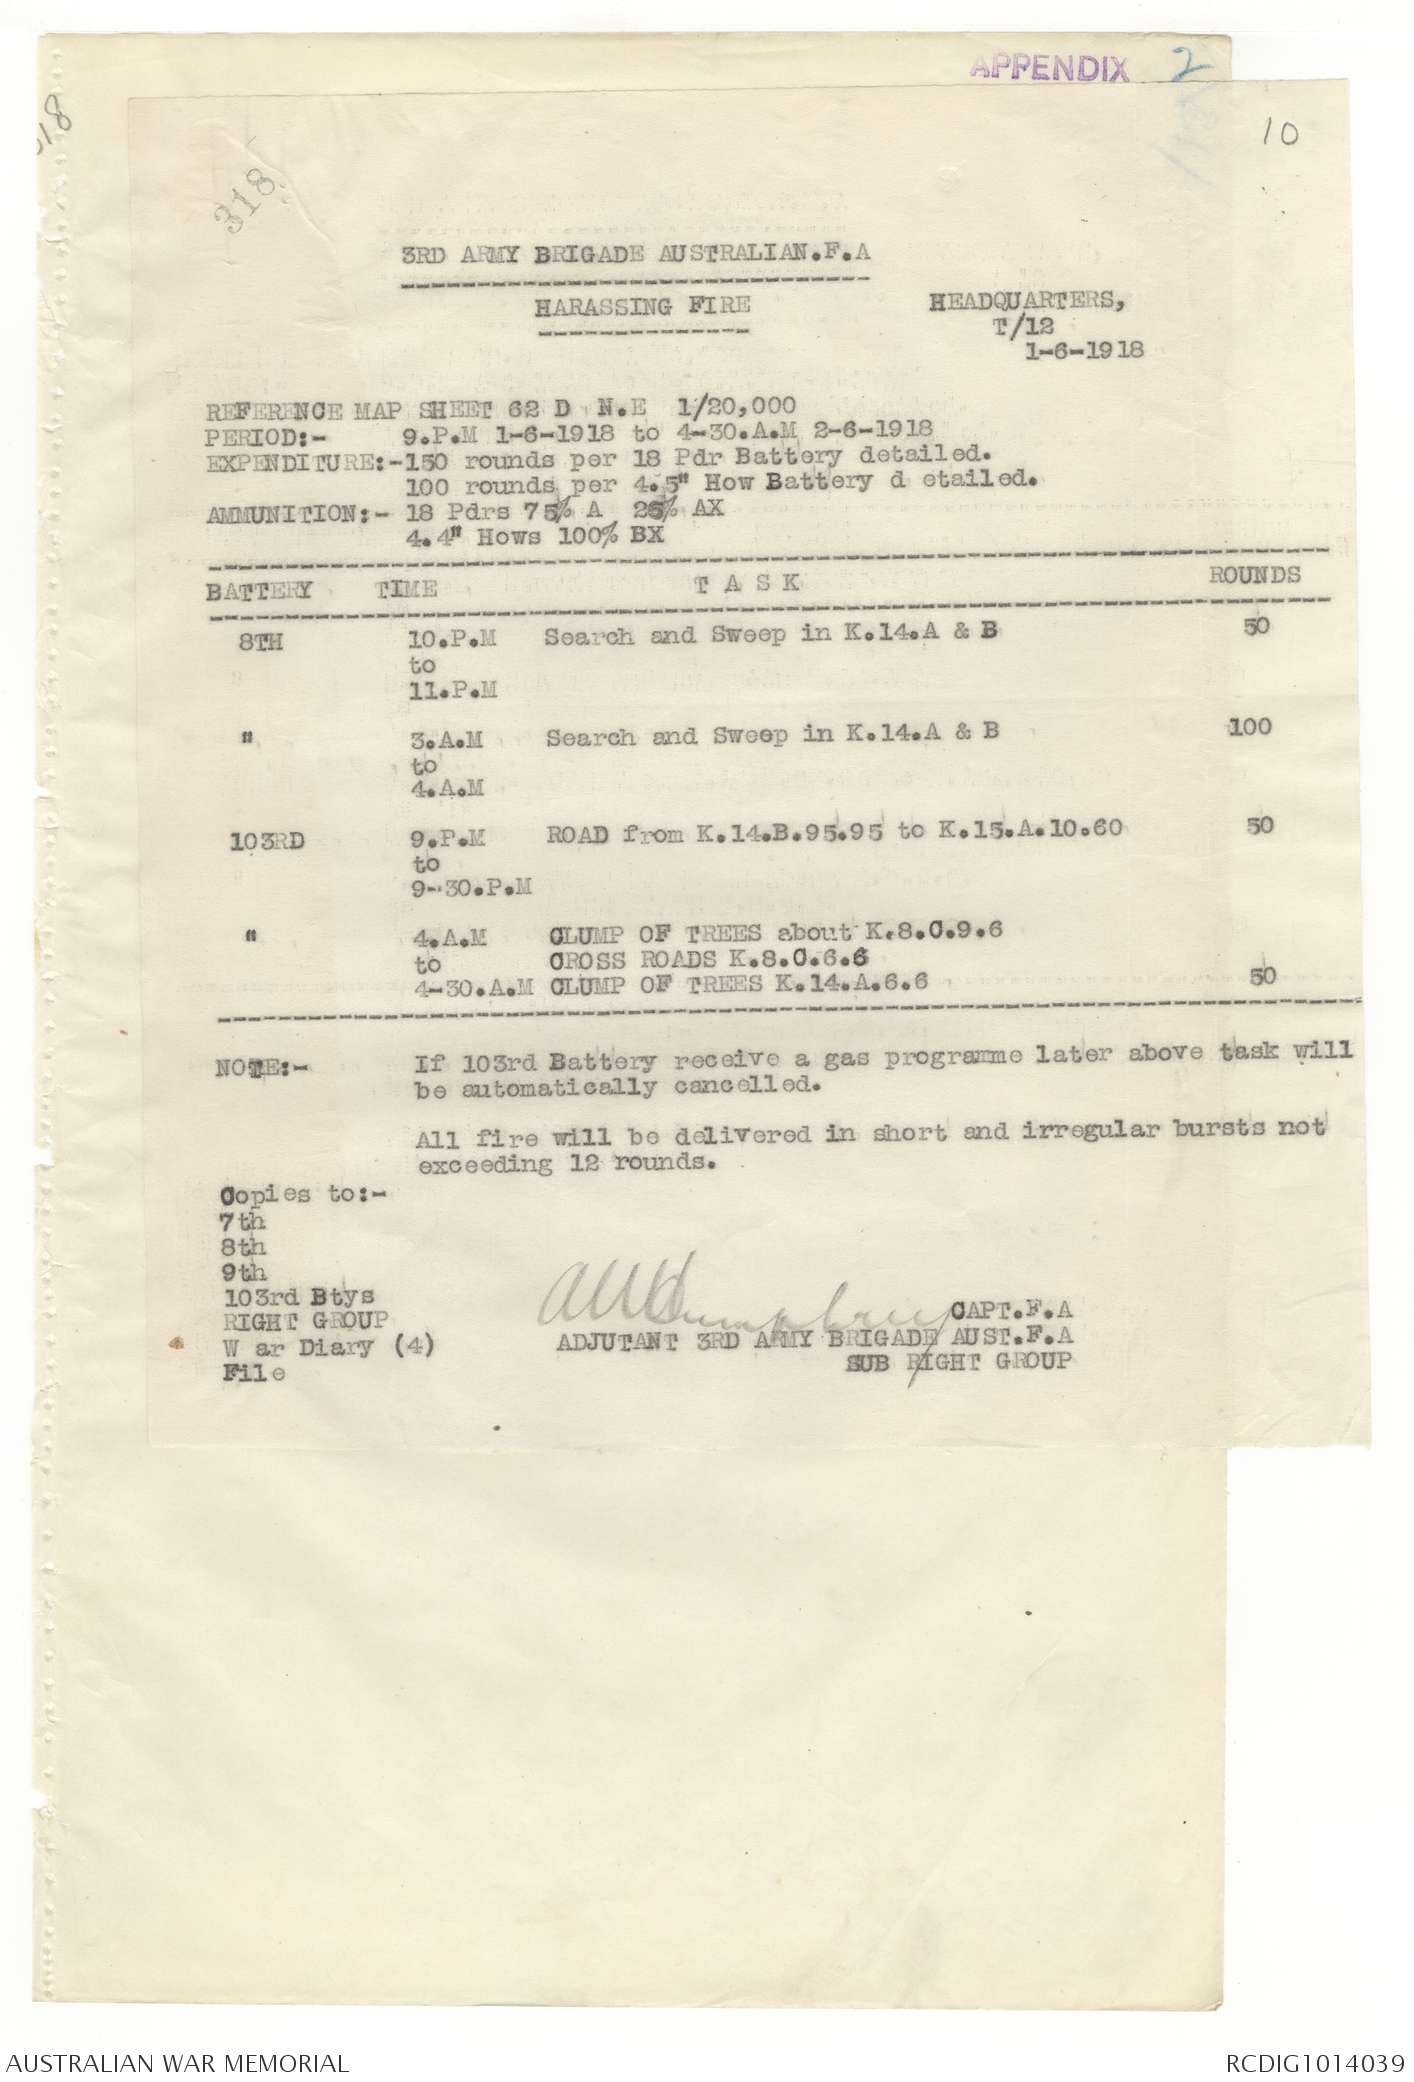 APPENDIX 2
10
318
318
3RD ARMY BRIGADE AUSTRALIAN.F.A
HARASSING FIRE
HEADQUARTERS,
T/12
1-6-1918
REFERENCE MAP SHEET 62 D N.E 1/20,000
PERIOD:- 9.P.M 1-6-1918 to 4-30.A.M 2-6-1918
EXPENDITURE:-150 rounds per 18 Pdr Battery detailed.
100 rounds per 4.5" How Battery d etailed.
AMMUNITION:- 18 Pdrs 75% A 25% AX
4.4" Hows 100% BX
BATTERY TIME T A S K ROUNDS
8TH 10.P.M Search and Sweep in K.14.A & B 50
to
11.P.M
" 3.A.M Search and Sweep in K.14.A & B 100
to
4.A.M
103RD 9.P.M ROAD from K.14.B.95.95 to K.15.A.10.60 50
to
9-30.P.M
" 4.A.M CLUMP OF TREES about K.8.C.9.6
to CROSS ROADS K.8.C.6.6
4-30.A.M CLUMP OF TREES K.14.A.6.6 50
NOTE:- If 103rd Battery receive a gas programme later above task will
be automatically cancelled.
All fire will be delivered in short and irregular bursts not
exceeding 12 rounds.
Copies to:-
7th
8th
9th
103rd Btys
RIGHT GROUP
W ar Diary (4)
File
Humphrey CAPT.F.A
ADJUTANT 3RD ARMY BRIGADE AUST.F.A
SUB RIGHT GROUP
AUSTRALIAN WAR MEMORIAL
RCDIG1014039